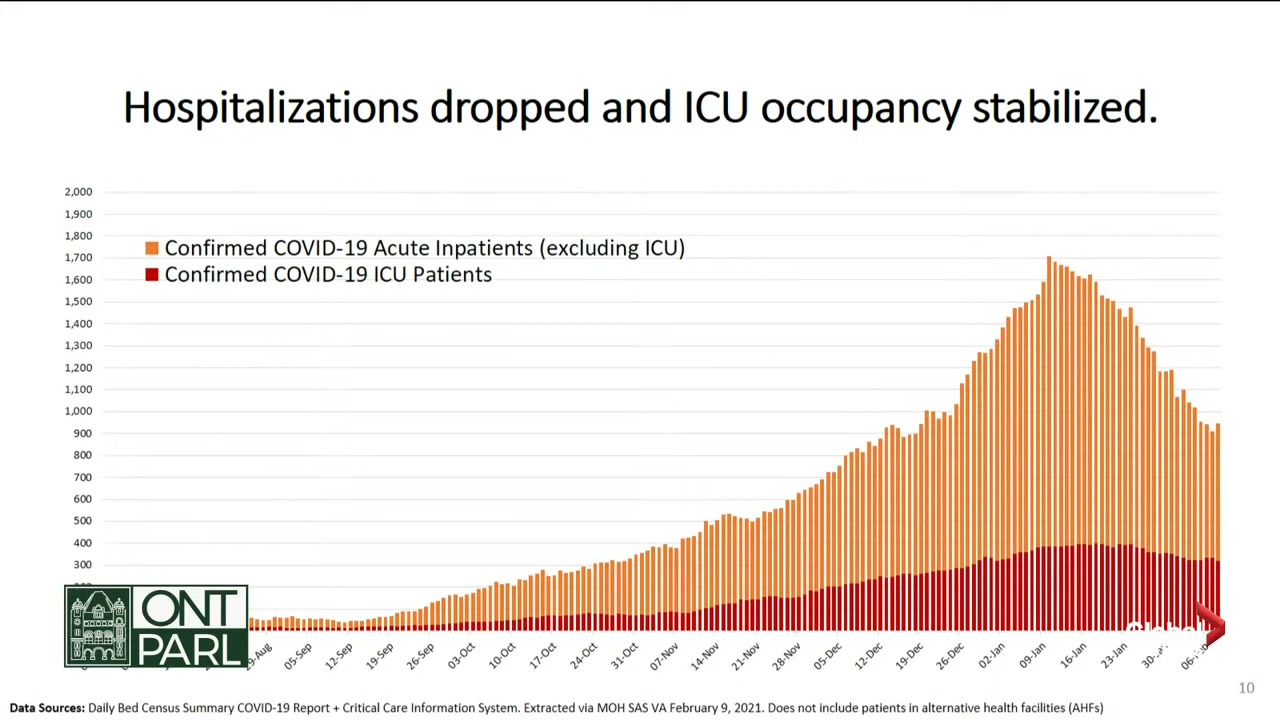 Hospitalizations dropped and ICU occupancy stabilized.
2,000
1,900
1,800
1,700
1,600
1,500
1,400
1,300
1,200
1,100
1,000
900
800
700
600
500
400
300
Confirmed COVID-19 Acute Inpatients (excluding ICU)
Confirmed COVID-19 ICU Patients
ONT
PARL
05-Sep
12-Sep
19-Sep
26-Sep
03-Oct
10-Oct
17-Oct
24-Oct
31-Oct
07-Nov
14-Nov
21-Nov
28-Nov
05-Dec
12-Dec
19-Dec
26-Dec
02-Jan
09-Jan
16-Jan
23-Jan
Global
10
Data Sources: Daily Bed Census Summary COVID-19 Report + Critical Care Information System. Extracted via MOH SAS VA February 9, 2021. Does not include patients in alternative health facilities (AHFs)